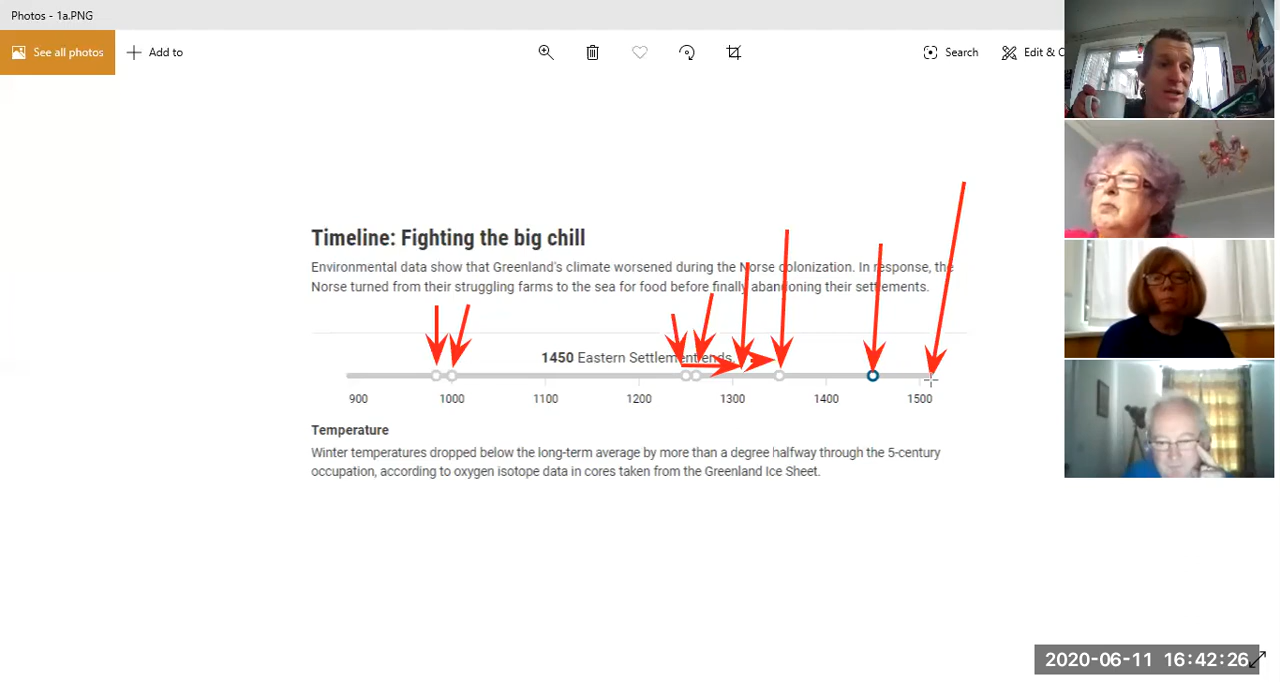 Photos - 1a.PNG
See all photos
Add to
Search
Edit & C
Timeline: Fighting the big chill
Environmental data show that Greenland's climate worsened during the Norse colonization. In response, the
Norse turned from their struggling farms to the sea for food before finally abandoning their settlements.
1450 Eastern Settlement ends.
900 1000 1100 1200 1300 1400 1500
Temperature
Winter temperatures dropped below the long-term average by more than a degree halfway through the 5-century
occupation, according to oxygen isotope data in cores taken from the Greenland Ice Sheet.
2020-06-11 16:42:26